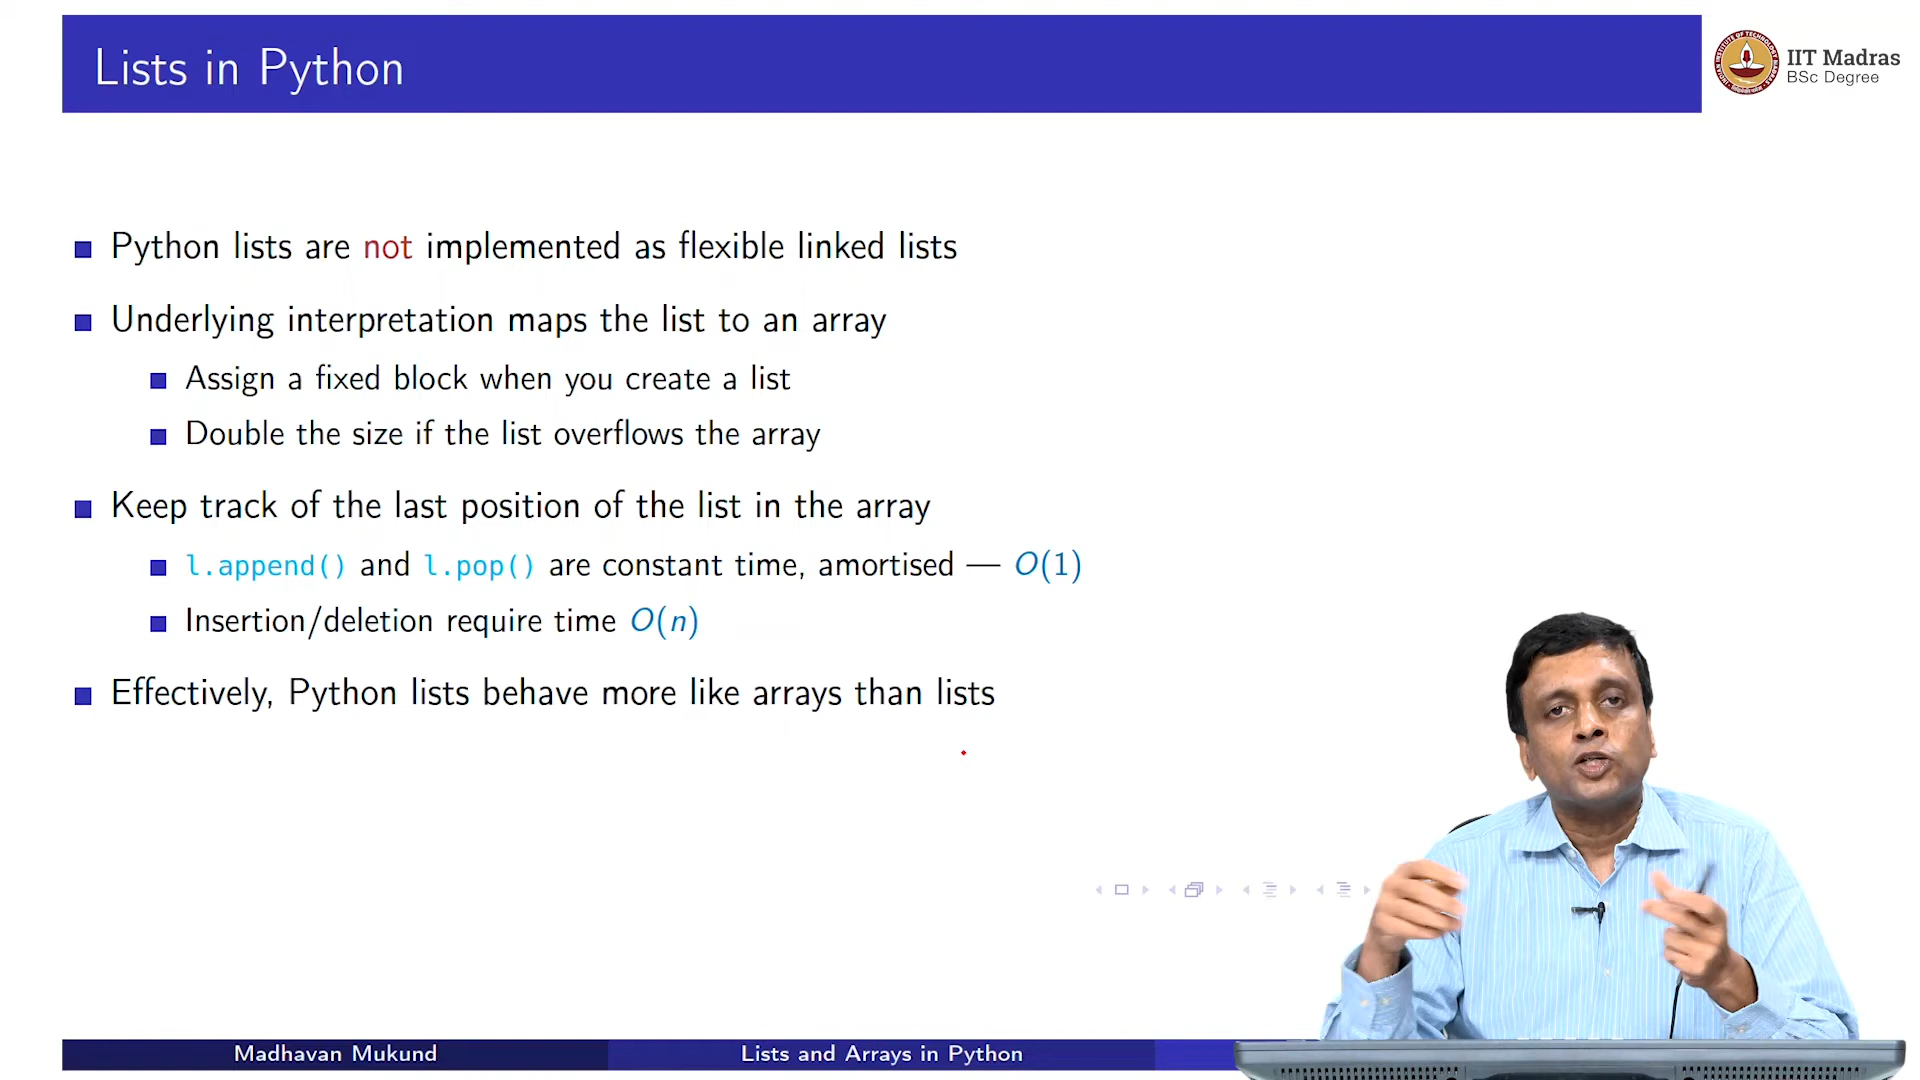 Lists in Python
IIT Madras
BSc Degree
Python lists are not implemented as flexible linked lists
Underlying interpretation maps the list to an array
Assign a fixed block when you create a list
Double the size if the list overflows the array
Keep track of the last position of the list in the array
l.append() and l.pop() are constant time, amortised — O(1)
Insertion/deletion require time O(n)
Effectively, Python lists behave more like arrays than lists
Madhavan Mukund
Lists and Arrays in Python